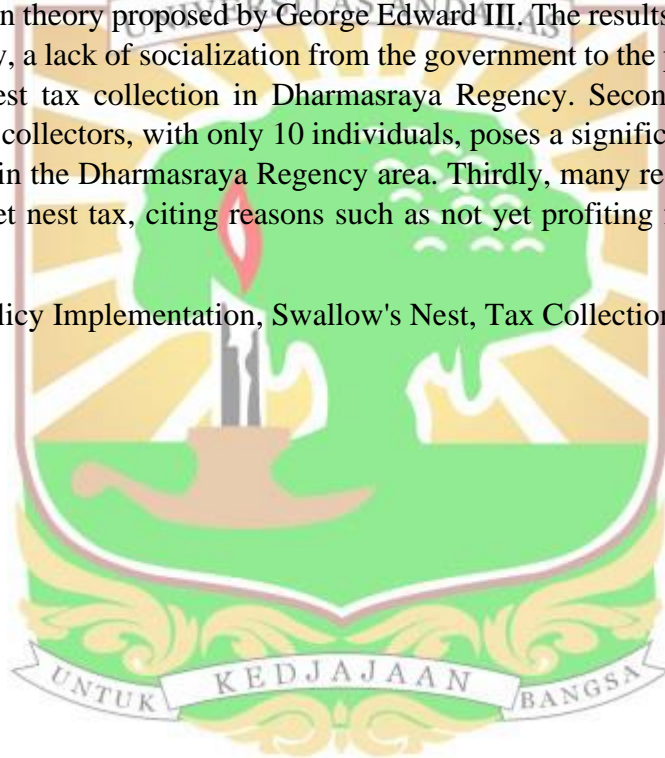 n theory proposed by George Edward III. The results
UNIVERSITAS ANDALAS
y, a lack of socialization from the government to the
est tax collection in Dharmasraya Regency. Secon
collectors, with only 10 individuals, poses a signific
in the Dharmasraya Regency area. Thirdly, many re
et nest tax, citing reasons such as not yet profiting
licy Implementation, Swallow's Nest, Tax Collection
UNTUK KEDJAJAAN BANGSA